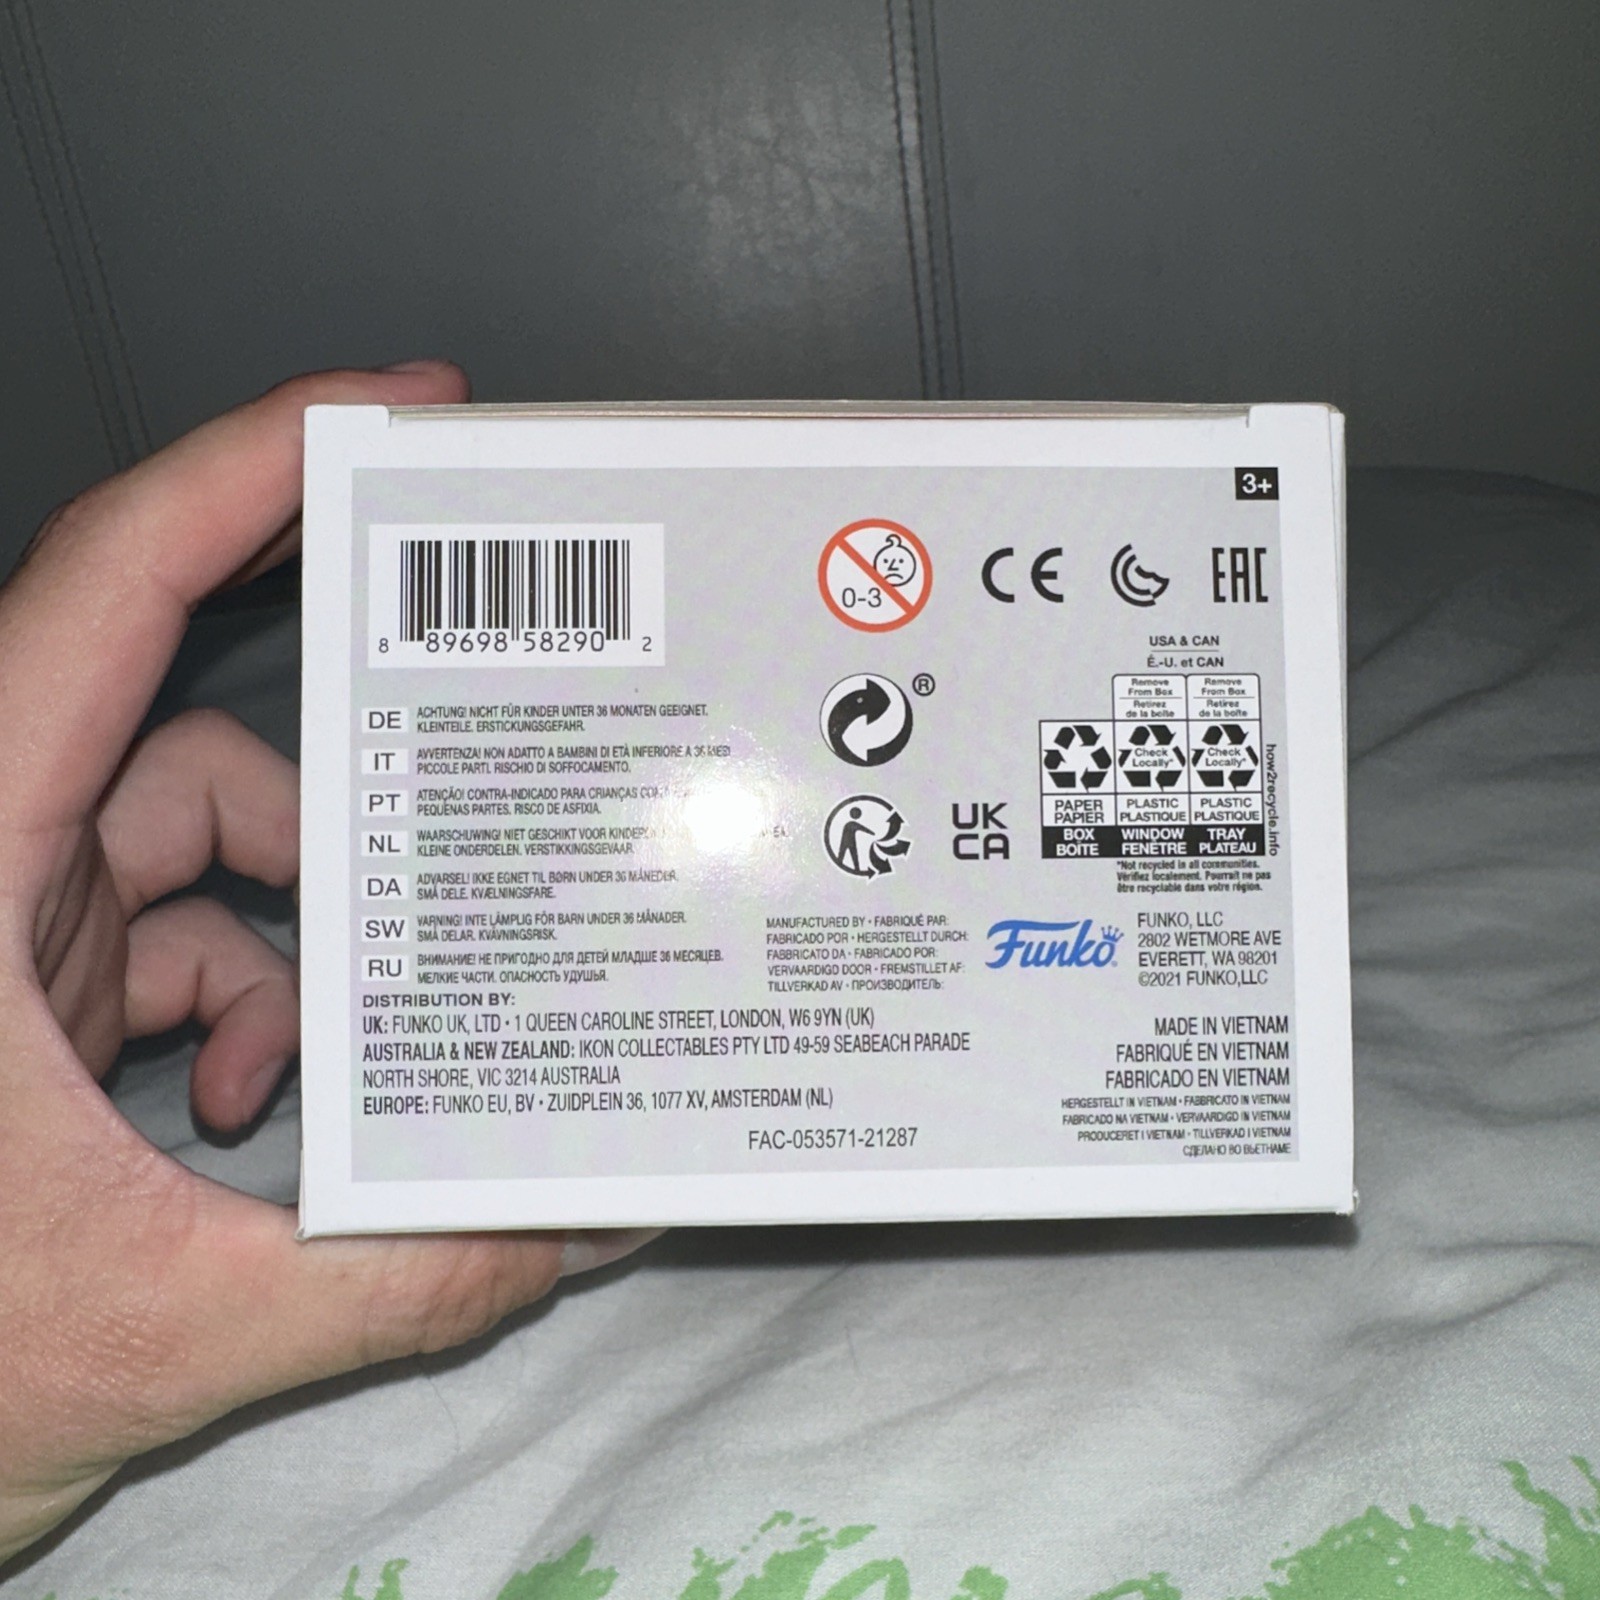 3+
8 89698 58290 2
0-3
CE
EAC
®
UK
CA
USA & CAN
É.-U. et CAN
Remove
From Box
Retirez
de la boîte
Remove
From Box
Retirez
de la boîte
Check
Locally*
Check
Locally*
PAPER
PAPIER
PLASTIC
PLASTIQUE
PLASTIC
PLASTIQUE
BOX
BOÎTE
WINDOW
FENÊTRE
TRAY
PLATEAU
how2recycle.info
*Not recycled in all communities.
Vérifiez localement. Pourrait ne pas
être recyclable dans votre région.
DE ACHTUNG! NICHT FÜR KINDER UNTER 36 MONATEN GEEIGNET.
KLEINTEILE. ERSTICKUNGSGEFAHR.
IT AVVERTENZA! NON ADATTO A BAMBINI DI ETÀ INFERIORE A 36 MESI
PICCOLE PARTI. RISCHIO DI SOFFOCAMENTO.
PT ATENÇÃO! CONTRA-INDICADO PARA CRIANÇAS
PEQUENAS PARTES. RISCO DE ASFIXIA.
NL WAARSCHUWING! NIET GESCHIKT VOOR
KLEINE ONDERDELEN. VERSTIKKINGSGEVAAR.
DA ADVARSEL! IKKE EGNET TIL BØRN UNDER 36 MÅNEDER.
SMÅ DELE. KVÆLNINGSFARE.
SW VARNING! INTE LÄMPLIG FÖR BARN UNDER 36 MÅNADER.
SMÅ DELAR. KVÄVNINGSRISK.
RU ВНИМАНИЕ! НЕ ПРИГОДНО ДЛЯ ДЕТЕЙ МЛАДШЕ 36 МЕСЯЦЕВ.
МЕЛКИЕ ЧАСТИ. ОПАСНОСТЬ УДУШЬЯ.
MANUFACTURED BY • FABRIQUÉ PAR:
FABRICADO POR • HERGESTELLT DURCH:
FABBRICATO DA • FABRICADO POR:
VERVAARDIGD DOOR • FREMSTILLET AF:
TILLVERKAD AV • ПРОИЗВОДИТЕЛЬ:
Funko
FUNKO, LLC
2802 WETMORE AVE
EVERETT, WA 98201
©2021 FUNKO,LLC
DISTRIBUTION BY:
UK: FUNKO UK, LTD • 1 QUEEN CAROLINE STREET, LONDON, W6 9YN (UK)
AUSTRALIA & NEW ZEALAND: IKON COLLECTABLES PTY LTD 49-59 SEABEACH PARADE
NORTH SHORE, VIC 3214 AUSTRALIA
EUROPE: FUNKO EU, BV • ZUIDPLEIN 36, 1077 XV, AMSTERDAM (NL)
FAC-053571-21287
MADE IN VIETNAM
FABRIQUÉ EN VIETNAM
FABRICADO EN VIETNAM
HERGESTELLT IN VIETNAM • FABBRICATO IN VIETNAM
FABRICADO NA VIETNAM • VERVAARDIGD IN VIETNAM
PRODUCERET I VIETNAM • TILLVERKAD I VIETNAM
СДЕЛАНО ВО ВЬЕТНАМЕ